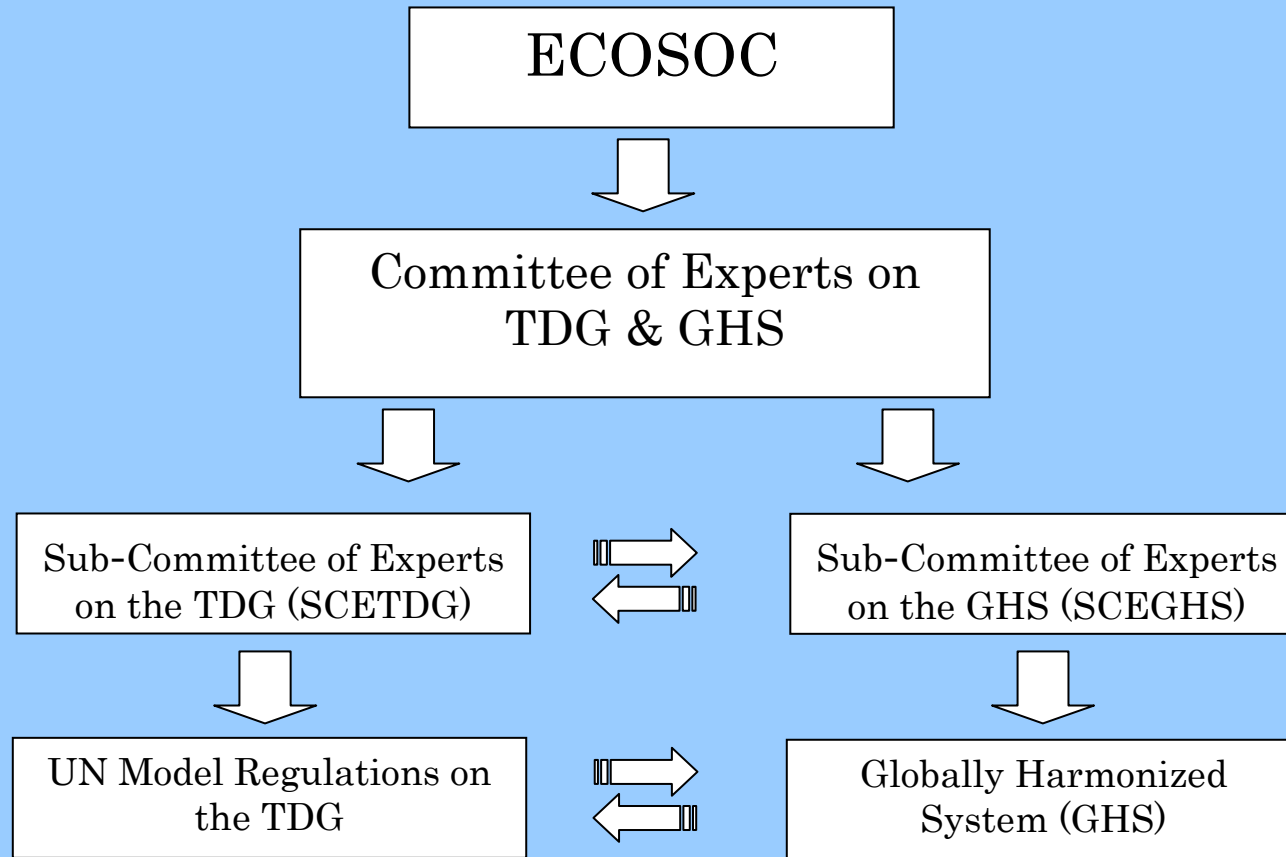 ECOSOC
Committee of Experts on
TDG & GHS
Sub-Committee of Experts
on the TDG (SCETDG)
Sub-Committee of Experts
on the GHS (SCEGHS)
UN Model Regulations on
the TDG
Globally Harmonized
System (GHS)